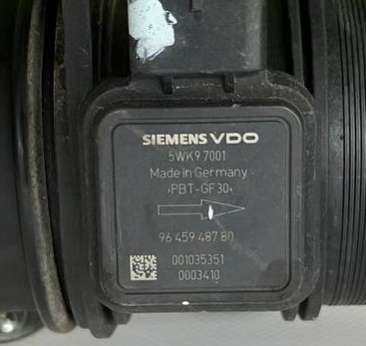 SIEMENS VDO
5WK9 7001
Made in Germany
>PBT-GF30<
96 459 487 80
001035351
0003410